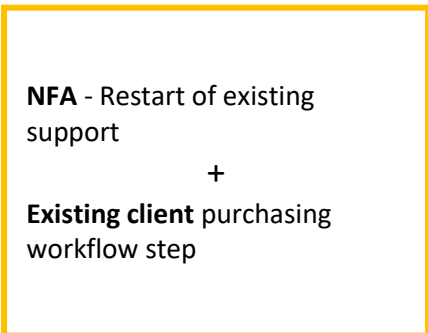 NFA - Restart of existing
support
+
Existing client purchasing
workflow step